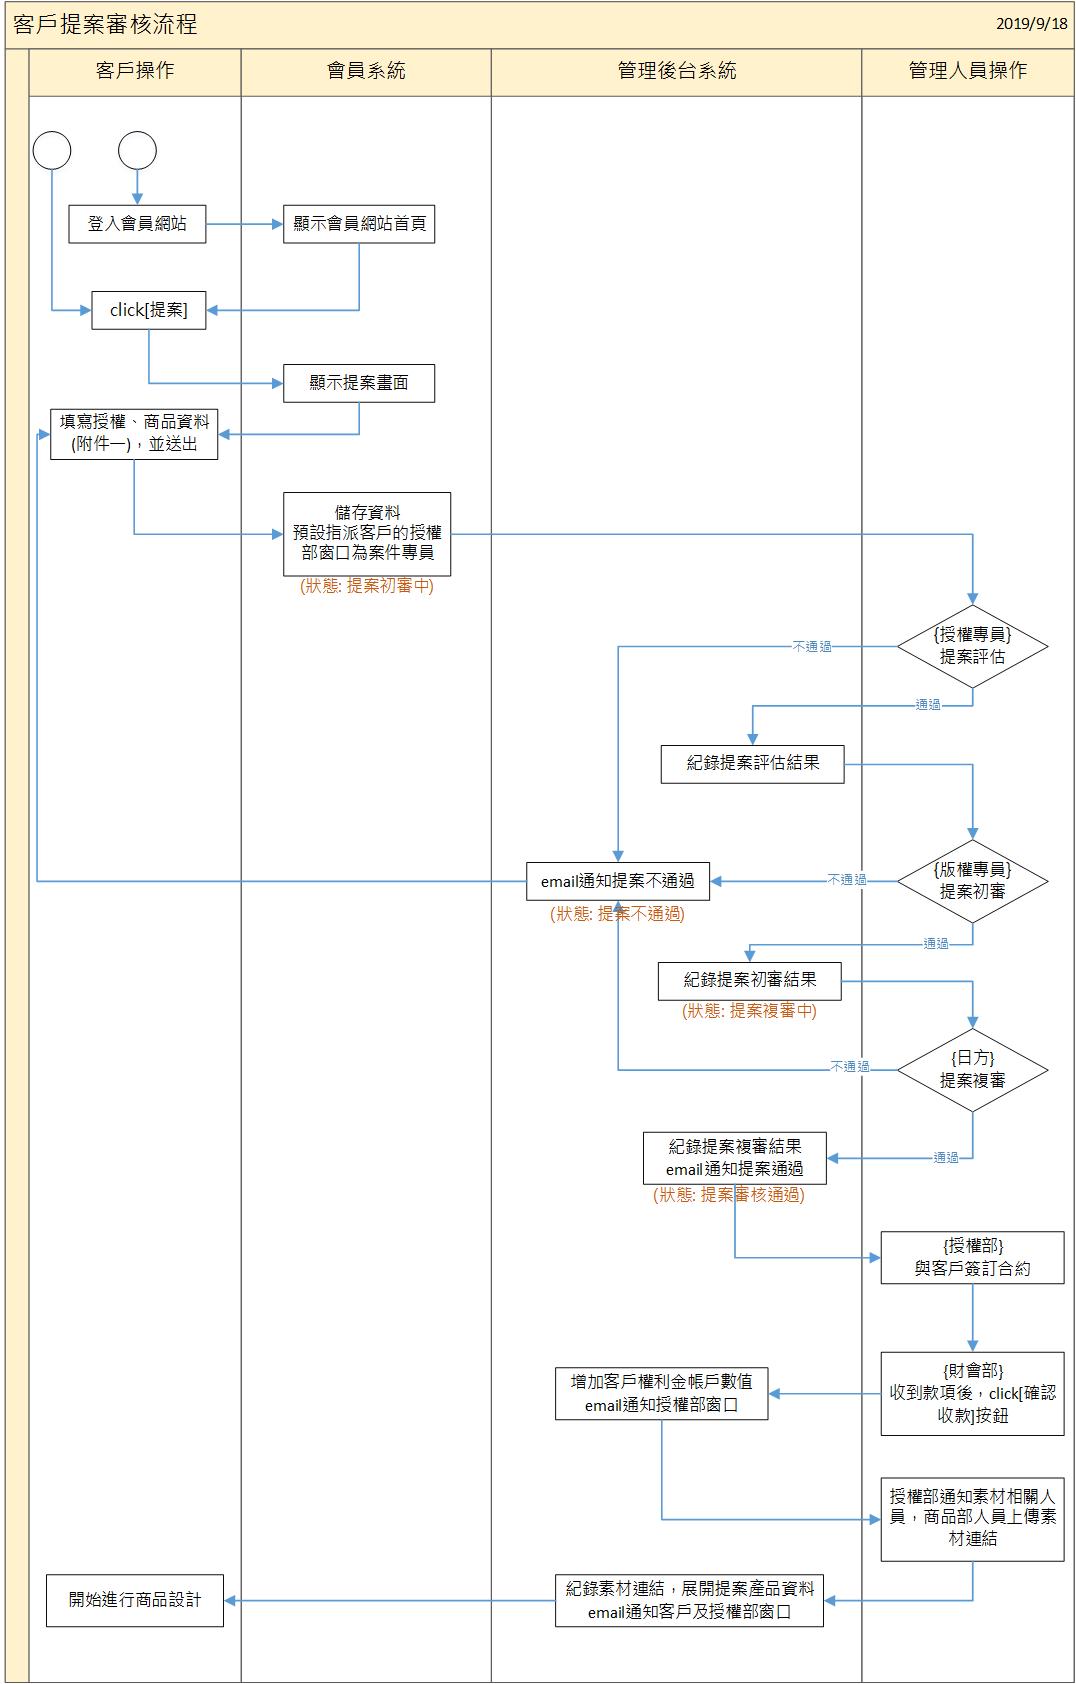 客戶提案審核流程
2019/9/18
客戶操作
會員系統
管理後台系統
管理人員操作
登入會員網站
顯示會員網站首頁
click[提案]
顯示提案畫面
填寫授權、商品資料
(附件一)，並送出
儲存資料
預設指派客戶的授權
部窗口為案件專員
(狀態: 提案初審中)
{授權專員}
提案評估
不通過
通過
紀錄提案評估結果
{版權專員}
提案初審
不通過
email通知提案不通過
(狀態: 提案不通過)
通過
紀錄提案初審結果
(狀態: 提案複審中)
{日方}
提案複審
不通過
紀錄提案複審結果
email通知提案通過
通過
(狀態: 提案審核通過)
{授權部}
與客戶簽訂合約
{財會部}
收到款項後，click[確認
收款]按鈕
增加客戶權利金帳戶數值
email通知授權部窗口
授權部通知素材相關人
員，商品部人員上傳素
材連結
紀錄素材連結，展開提案產品資料
email通知客戶及授權部窗口
開始進行商品設計